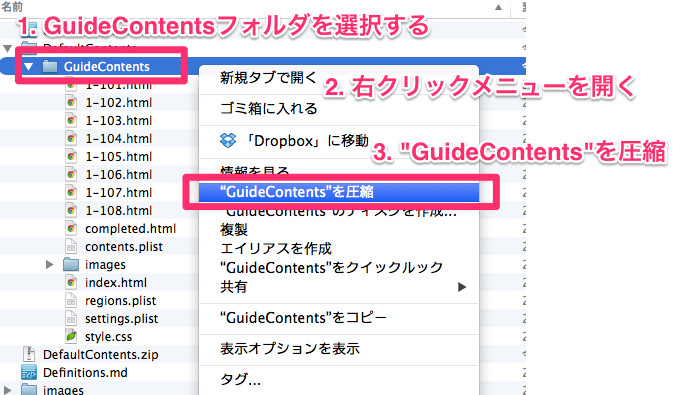 名前
1. GuideContentsフォルダを選択する
DefaultContents
GuideContents
新規タブで開く
2. 右クリックメニューを開く
1-101.html
1-102.html
ゴミ箱に入れる
1-103.html
1-104.html
「Dropbox」に移動
3. "GuideContents"を圧縮
1-105.html
1-106.html
情報を見る
1-107.html
“GuideContents”を圧縮
1-108.html
“GuideContents”のディスクを作成...
completed.html
複製
contents.plist
エイリアスを作成
images
“GuideContents”をクイックルック
index.html
共有
regions.plist
settings.plist
“GuideContents”をコピー
style.css
DefaultContents.zip
表示オプションを表示
Definitions.md
タグ...
images